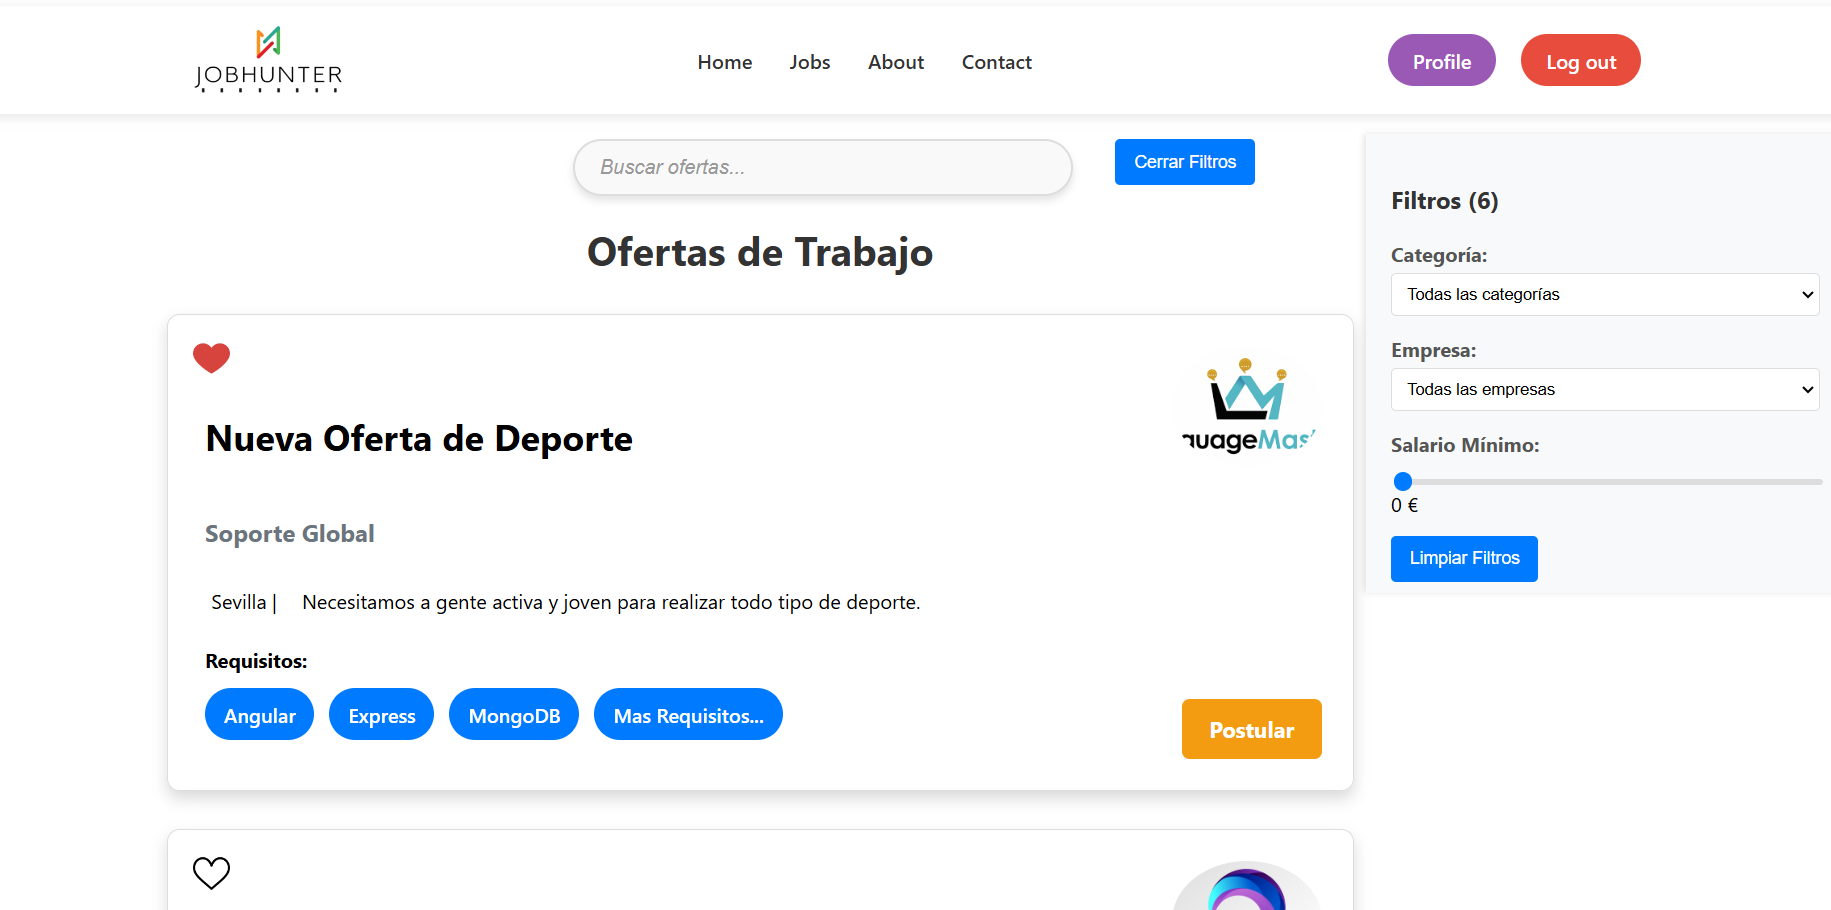 JOBHUNTER
Home Jobs About Contact
Profile Log out
Buscar ofertas...
Cerrar Filtros
Ofertas de Trabajo
Nueva Oferta de Deporte
uageMas
Soporte Global
Sevilla | Necesitamos a gente activa y joven para realizar todo tipo de deporte.
Requisitos:
Angular Express MongoDB Mas Requisitos...
Postular
Filtros (6)
Categoría:
Todas las categorías
Empresa:
Todas las empresas
Salario Mínimo:
0 €
Limpiar Filtros